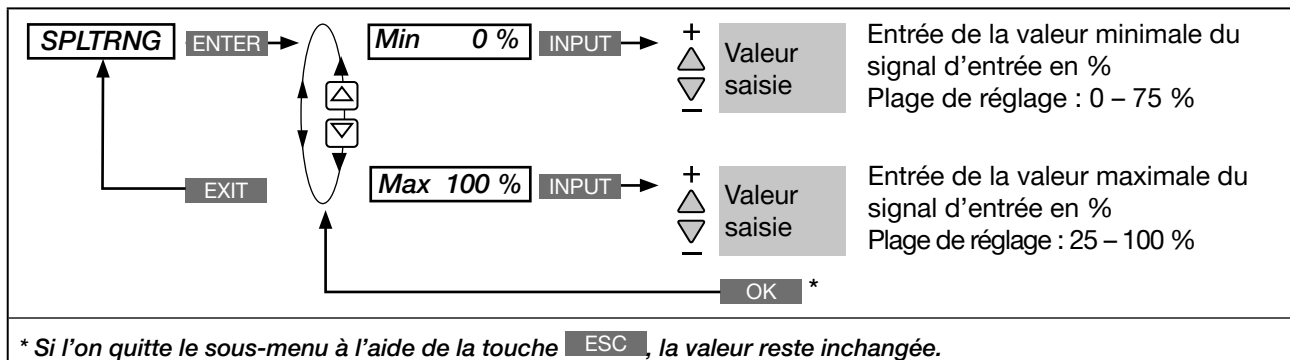 SPLTRNG ENTER
Min 0 % INPUT
+
Valeur
saisie
–
Entrée de la valeur minimale du
signal d'entrée en %
Plage de réglage : 0 – 75 %
EXIT
Max 100 % INPUT
+
Valeur
saisie
–
Entrée de la valeur maximale du
signal d'entrée en %
Plage de réglage : 25 – 100 %
OK *
* Si l'on quitte le sous-menu à l'aide de la touche ESC , la valeur reste inchangée.